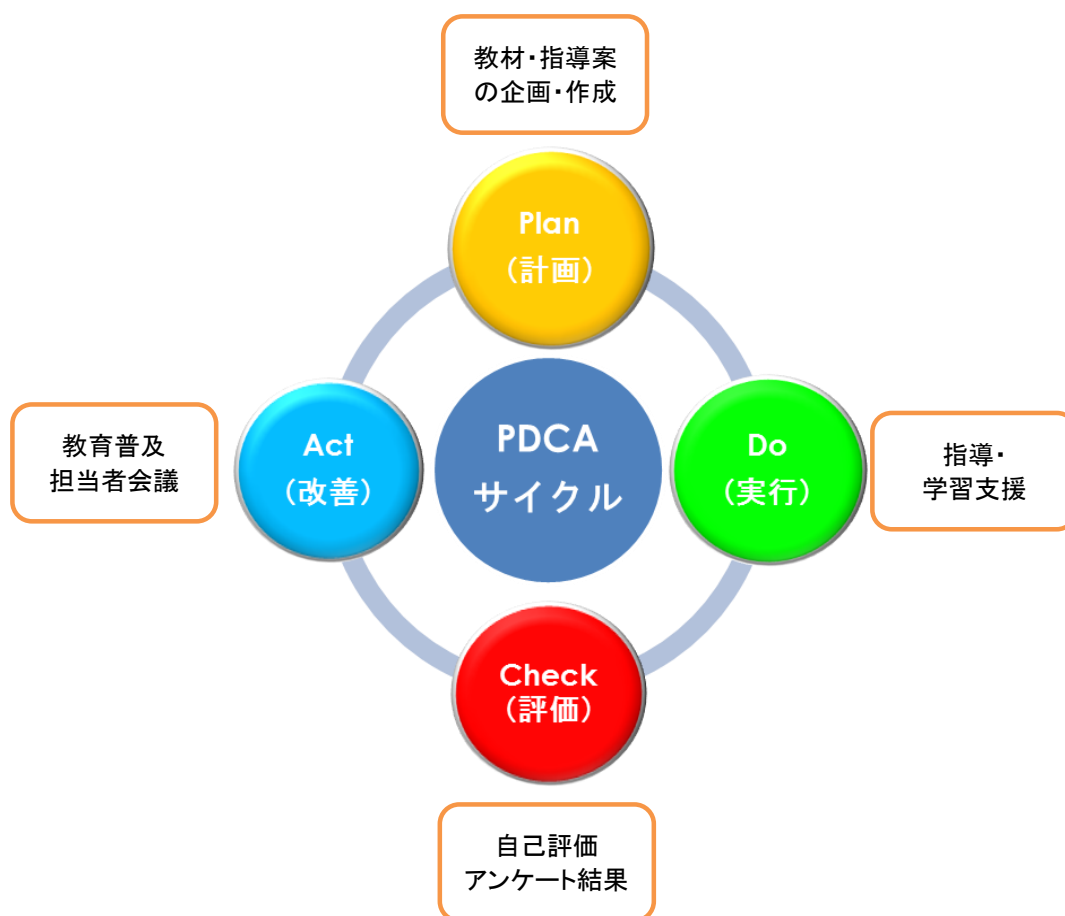 教材・指導案
の企画・作成
Plan
（計画）
教育普及
担当者会議
Act
（改善）
PDCA
サイクル
Do
（実行）
指導・
学習支援
Check
（評価）
自己評価
アンケート結果